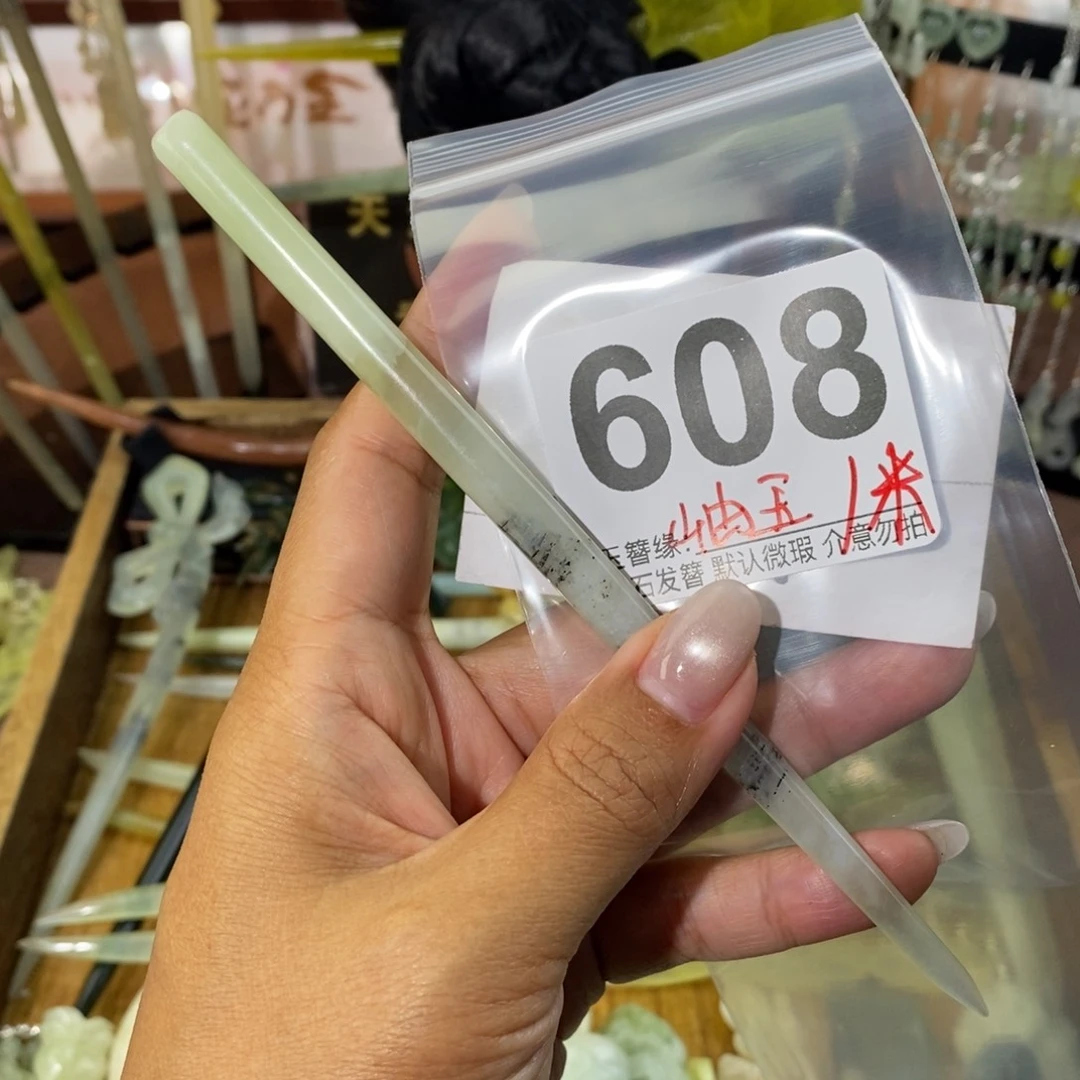 天
608
岫玉 1米
玉簪缘:
石发簪 默认微瑕 介意勿拍